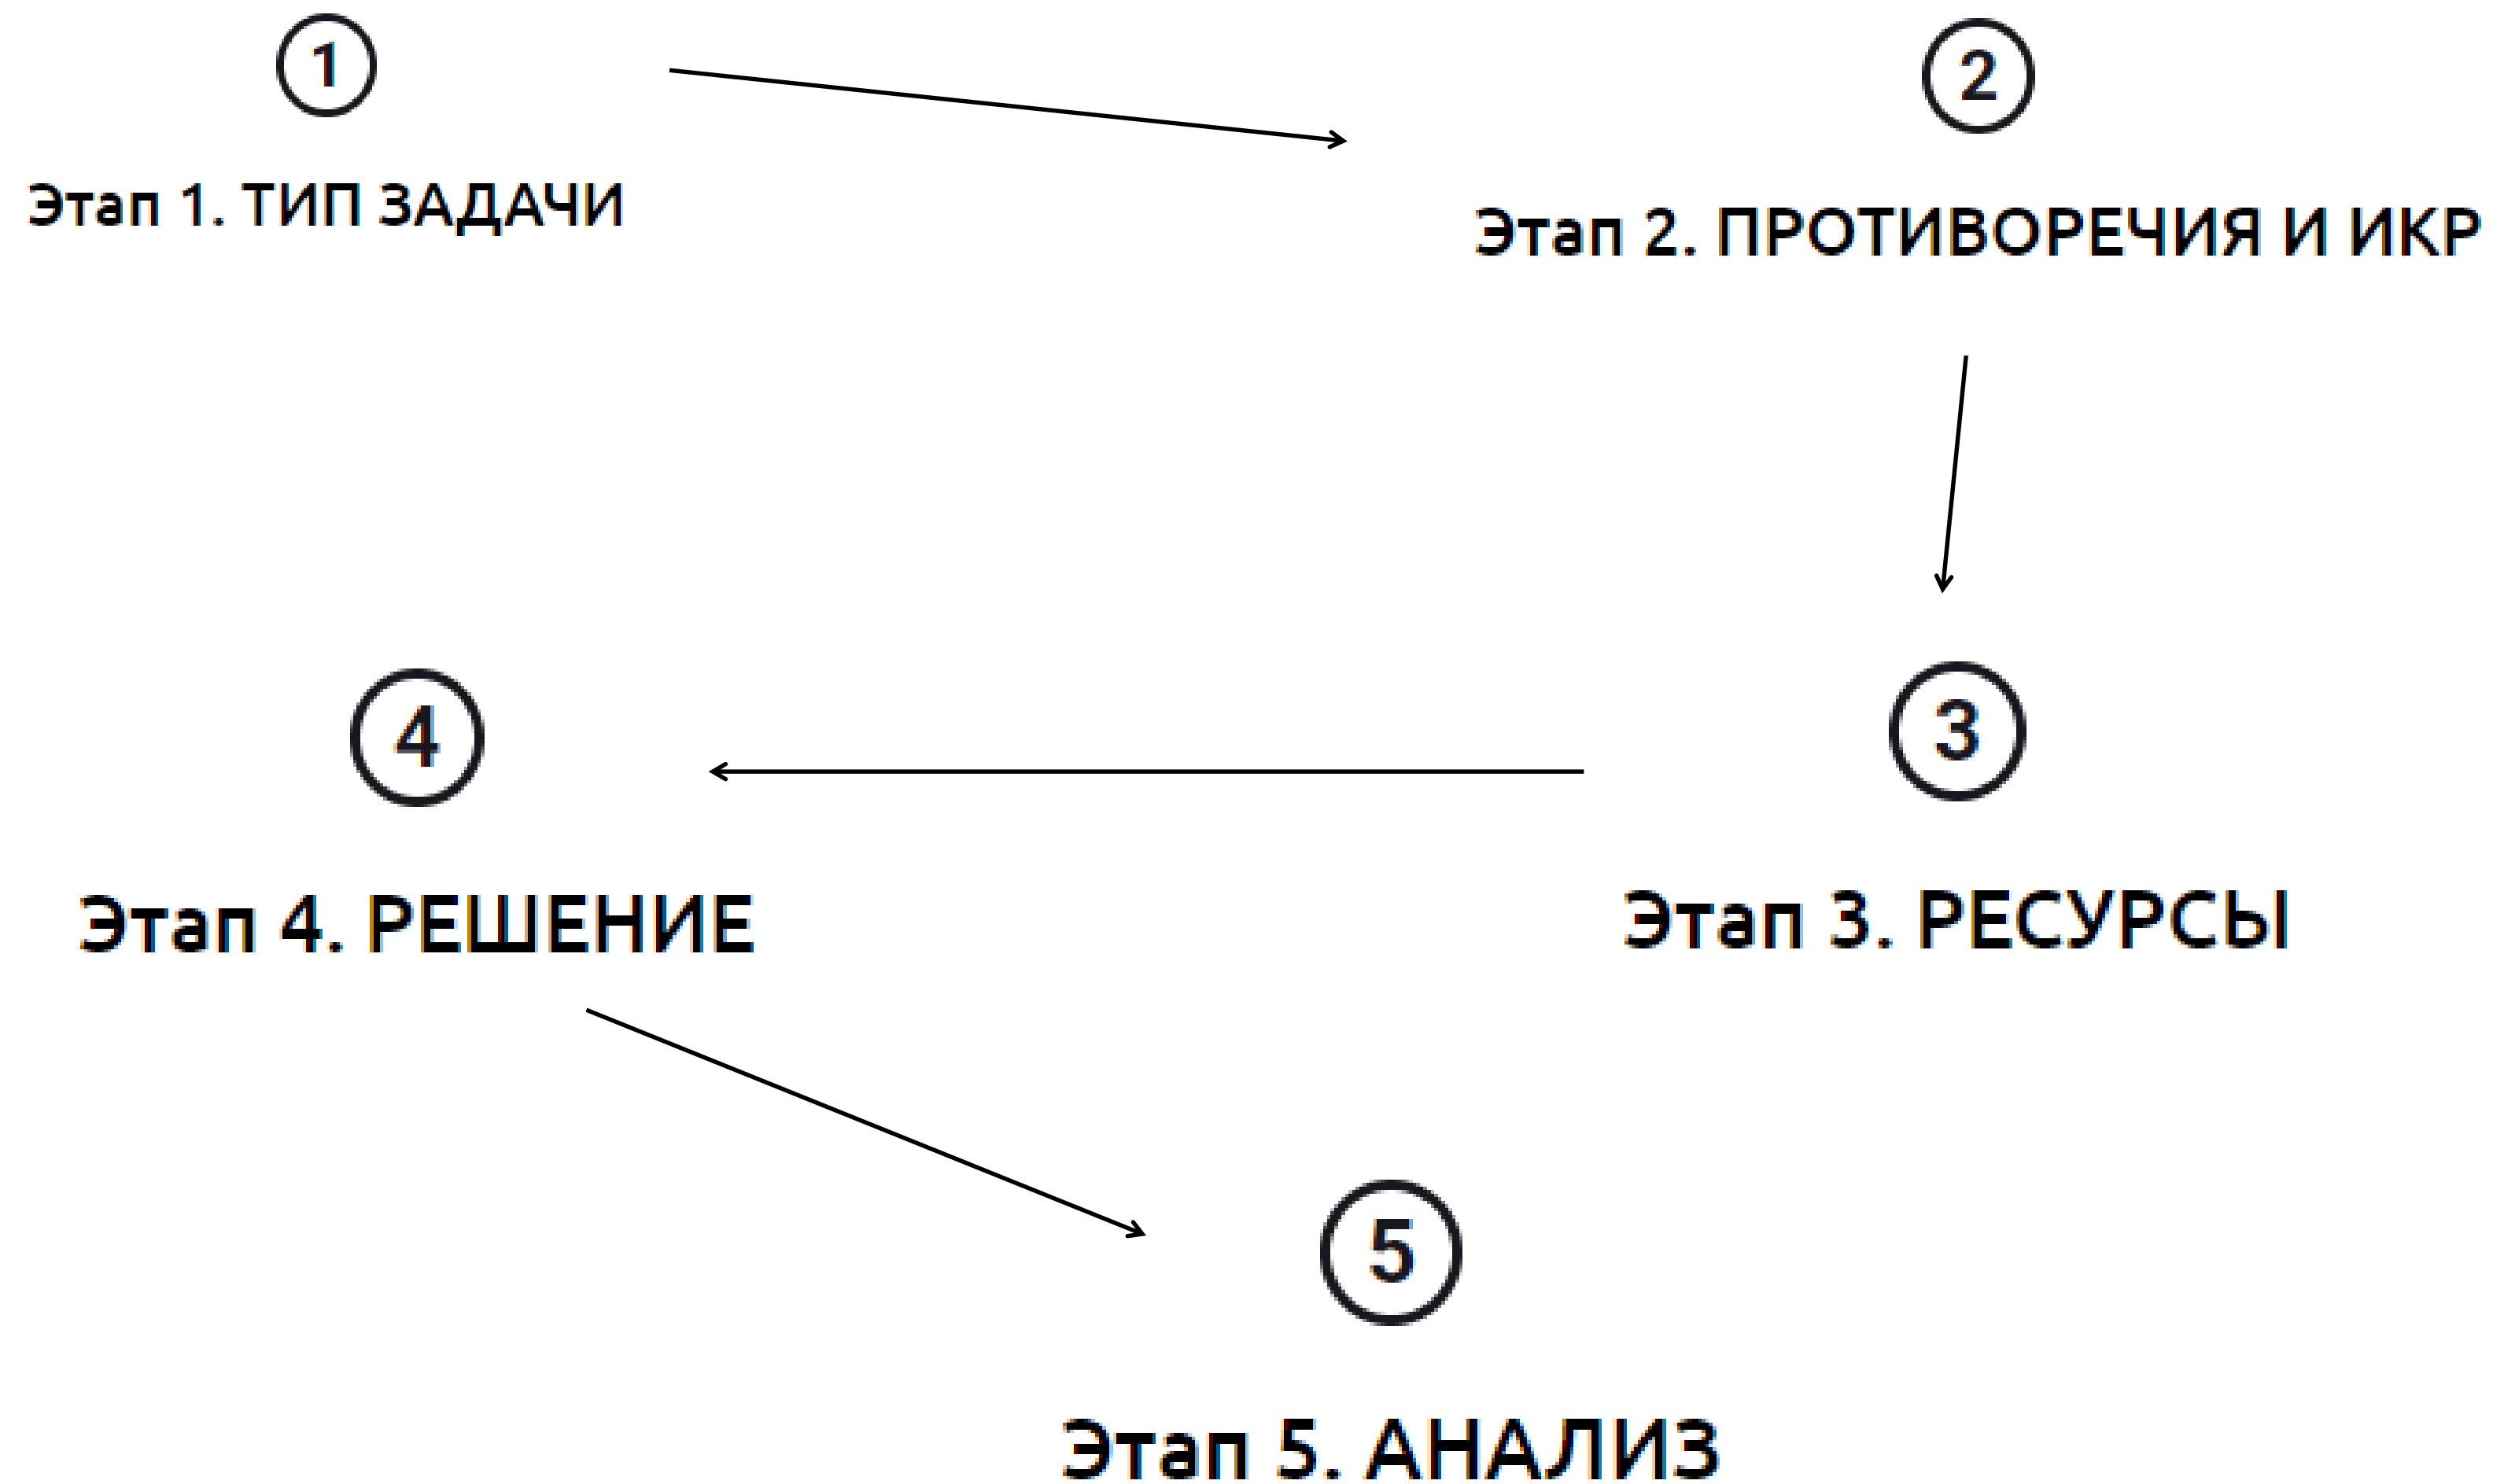 1
Этап 1. ТИП ЗАДАЧИ
2
Этап 2. ПРОТИВОРЕЧИЯ И ИКР
3
Этап 3. РЕСУРСЫ
4
Этап 4. РЕШЕНИЕ
5
Этап 5. АНАЛИЗ